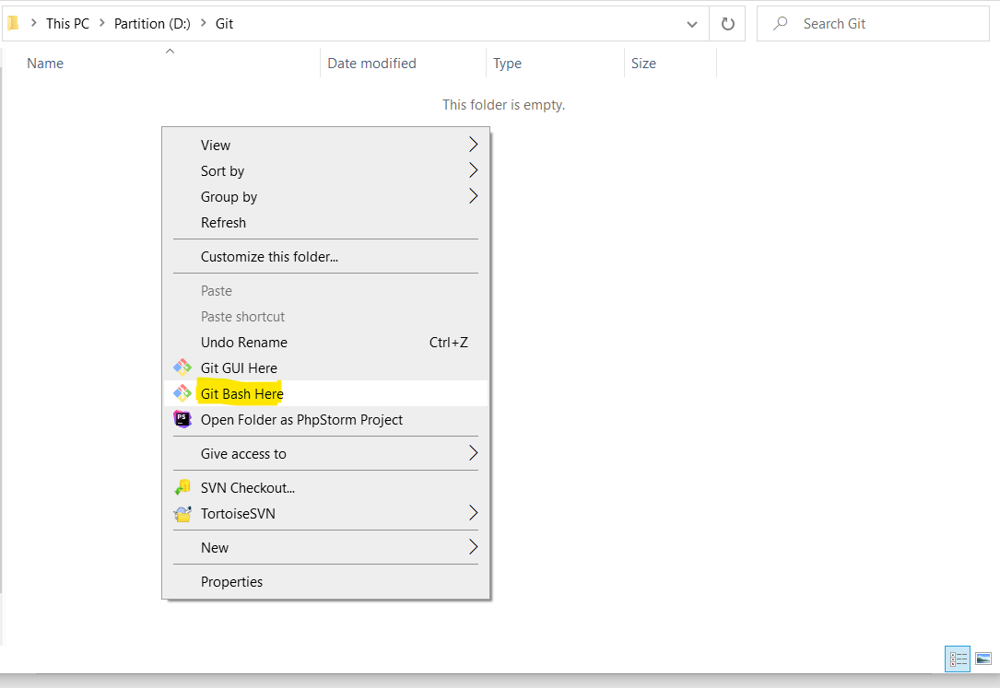 This PC > Partition (D:) > Git
Search Git
Name Date modified Type Size
This folder is empty.
View
Sort by
Group by
Refresh
Customize this folder...
Paste
Paste shortcut
Undo Rename Ctrl+Z
Git GUI Here
Git Bash Here
PS Open Folder as PhpStorm Project
Give access to
SVN Checkout...
TortoiseSVN
New
Properties